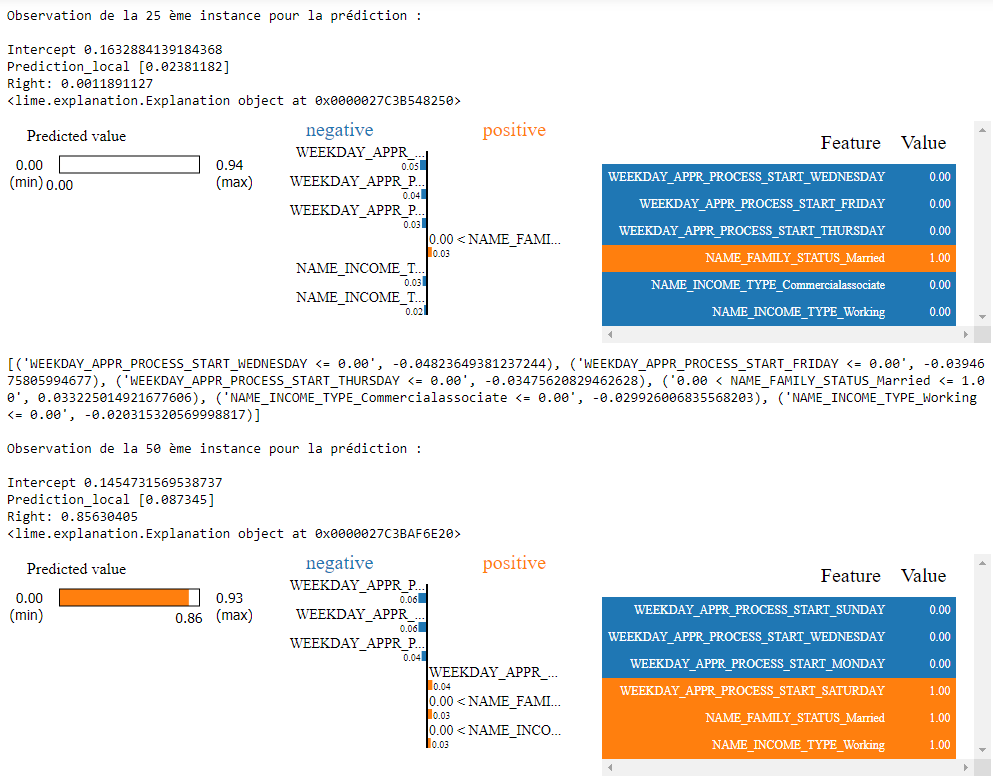 Observation de la 25 ème instance pour la prédiction :
Intercept 0.1632884139184368
Prediction_local [0.02381182]
Right: 0.0011891127
<lime.explanation.Explanation object at 0x0000027C3B548250>
Predicted value
0.00
(min)
0.00
0.94
(max)
negative
positive
WEEKDAY_APPR_...
0.05
WEEKDAY_APPR_P...
0.04
WEEKDAY_APPR_P...
0.03
0.00 < NAME_FAMI...
0.03
NAME_INCOME_T...
0.03
NAME_INCOME_T...
0.02
Feature Value
WEEKDAY_APPR_PROCESS_START_WEDNESDAY 0.00
WEEKDAY_APPR_PROCESS_START_FRIDAY 0.00
WEEKDAY_APPR_PROCESS_START_THURSDAY 0.00
NAME_FAMILY_STATUS_Married 1.00
NAME_INCOME_TYPE_Commercialassociate 0.00
NAME_INCOME_TYPE_Working 0.00
[('WEEKDAY_APPR_PROCESS_START_WEDNESDAY <= 0.00', -0.04823649381237244), ('WEEKDAY_APPR_PROCESS_START_FRIDAY <= 0.00', -0.03946
75805994677), ('WEEKDAY_APPR_PROCESS_START_THURSDAY <= 0.00', -0.03475620829462628), ('0.00 < NAME_FAMILY_STATUS_Married <= 1.0
0', 0.033225014921677606), ('NAME_INCOME_TYPE_Commercialassociate <= 0.00', -0.029926006835568203), ('NAME_INCOME_TYPE_Working
<= 0.00', -0.020315320569998817)]
Observation de la 50 ème instance pour la prédiction :
Intercept 0.1454731569538737
Prediction_local [0.087345]
Right: 0.85630405
<lime.explanation.Explanation object at 0x0000027C3BAF6E20>
Predicted value
0.00
(min)
0.86
0.93
(max)
negative
positive
WEEKDAY_APPR_P...
0.06
WEEKDAY_APPR_...
0.06
WEEKDAY_APPR_P...
0.04
WEEKDAY_APPR_...
0.04
0.00 < NAME_FAMI...
0.03
0.00 < NAME_INCO...
0.03
Feature Value
WEEKDAY_APPR_PROCESS_START_SUNDAY 0.00
WEEKDAY_APPR_PROCESS_START_WEDNESDAY 0.00
WEEKDAY_APPR_PROCESS_START_MONDAY 0.00
WEEKDAY_APPR_PROCESS_START_SATURDAY 1.00
NAME_FAMILY_STATUS_Married 1.00
NAME_INCOME_TYPE_Working 1.00